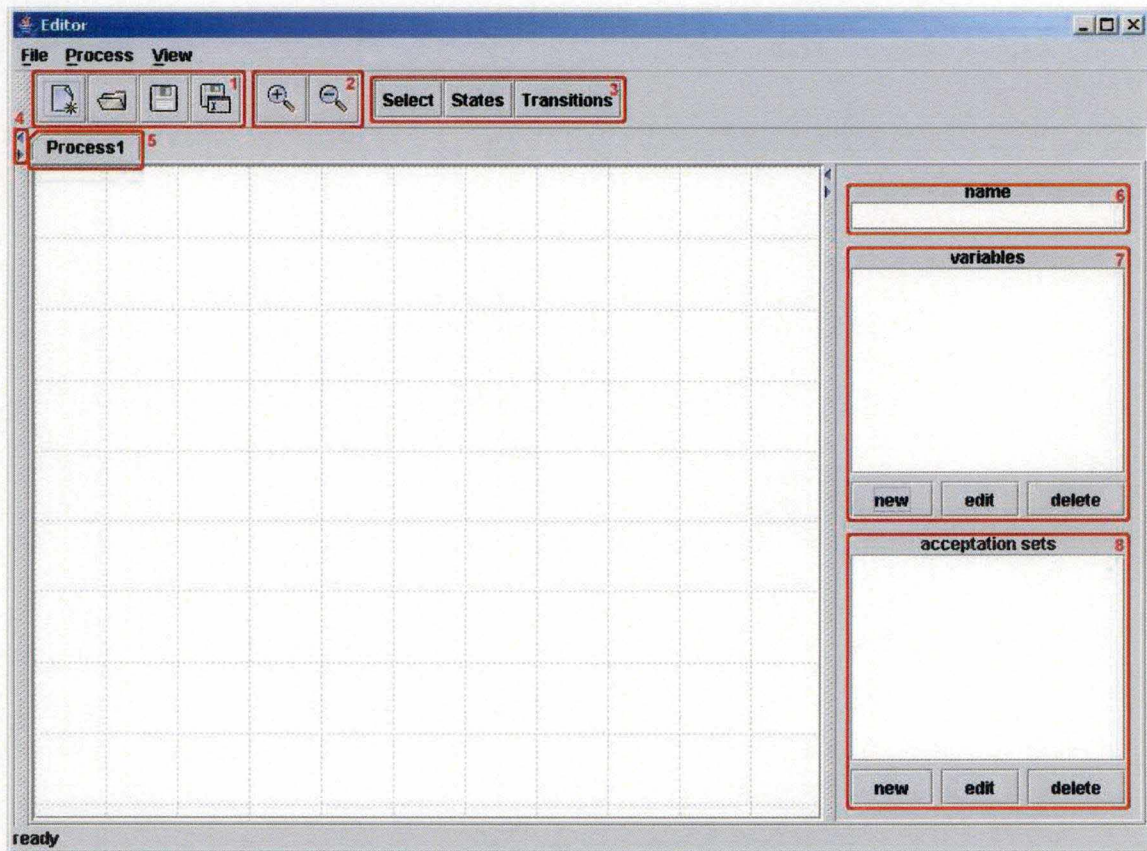 Editor
File Process View
1 2 3
Select States Transitions
4
Process1 5
name 6
variables 7
new edit delete
acceptation sets 8
new edit delete
ready